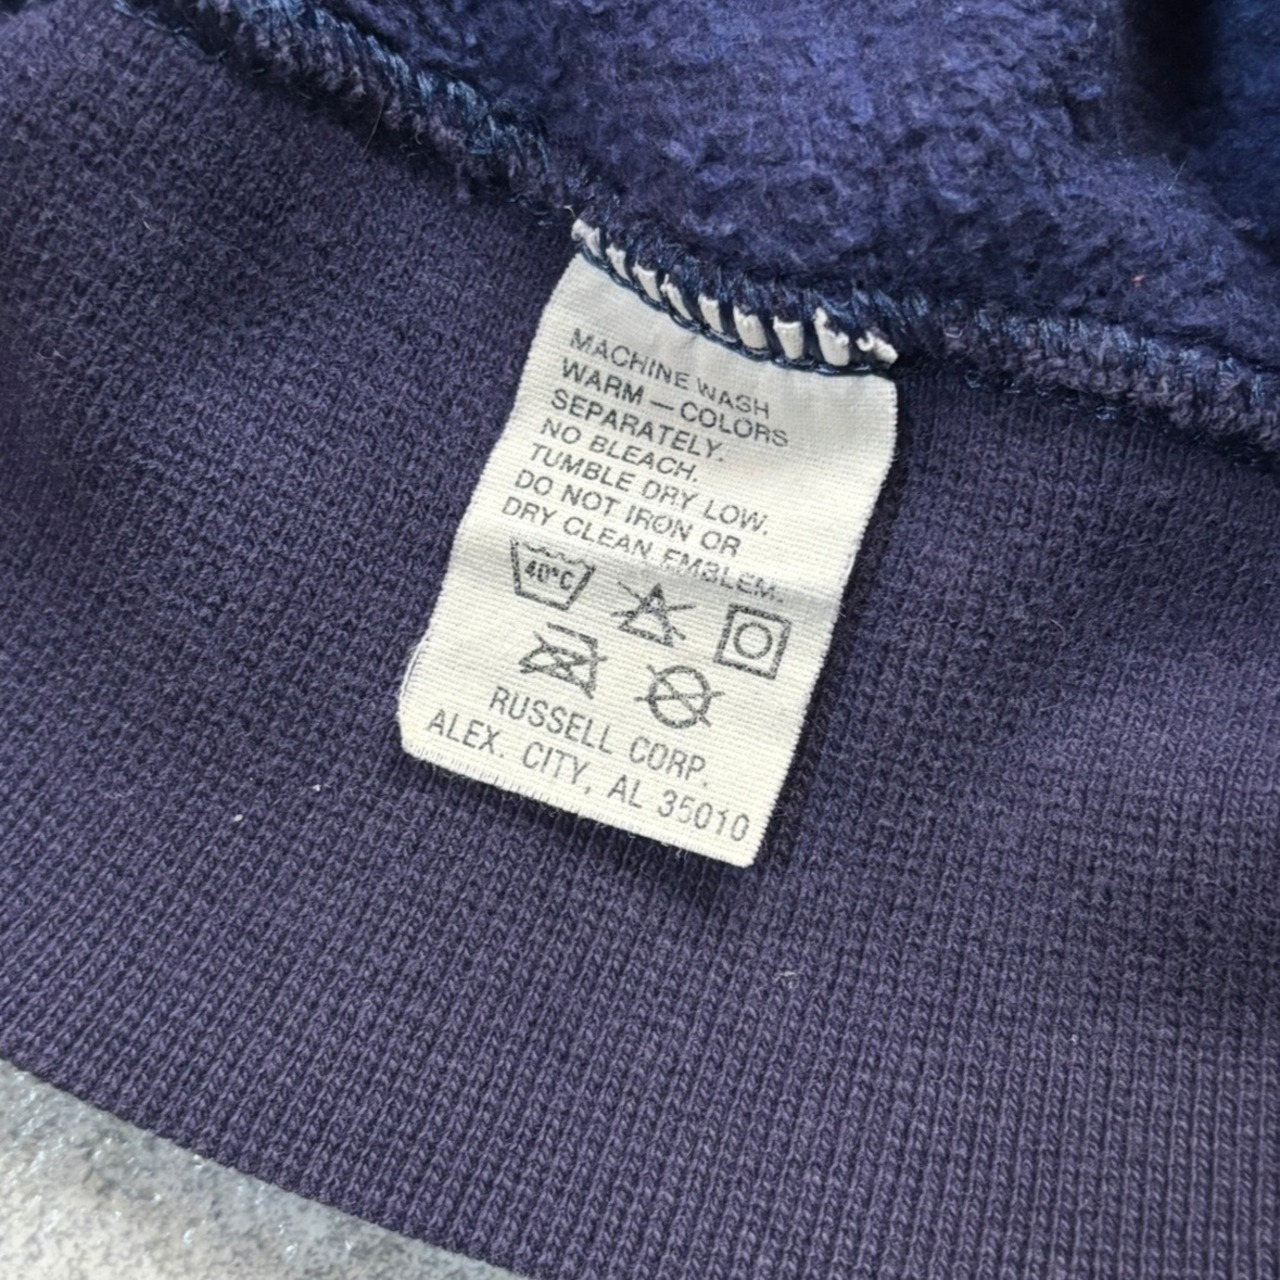 MACHINE WASH
WARM — COLORS
SEPARATELY.
NO BLEACH.
TUMBLE DRY LOW.
DO NOT IRON OR
DRY CLEAN EMBLEM.
40°C
RUSSELL CORP.
ALEX. CITY, AL 35010